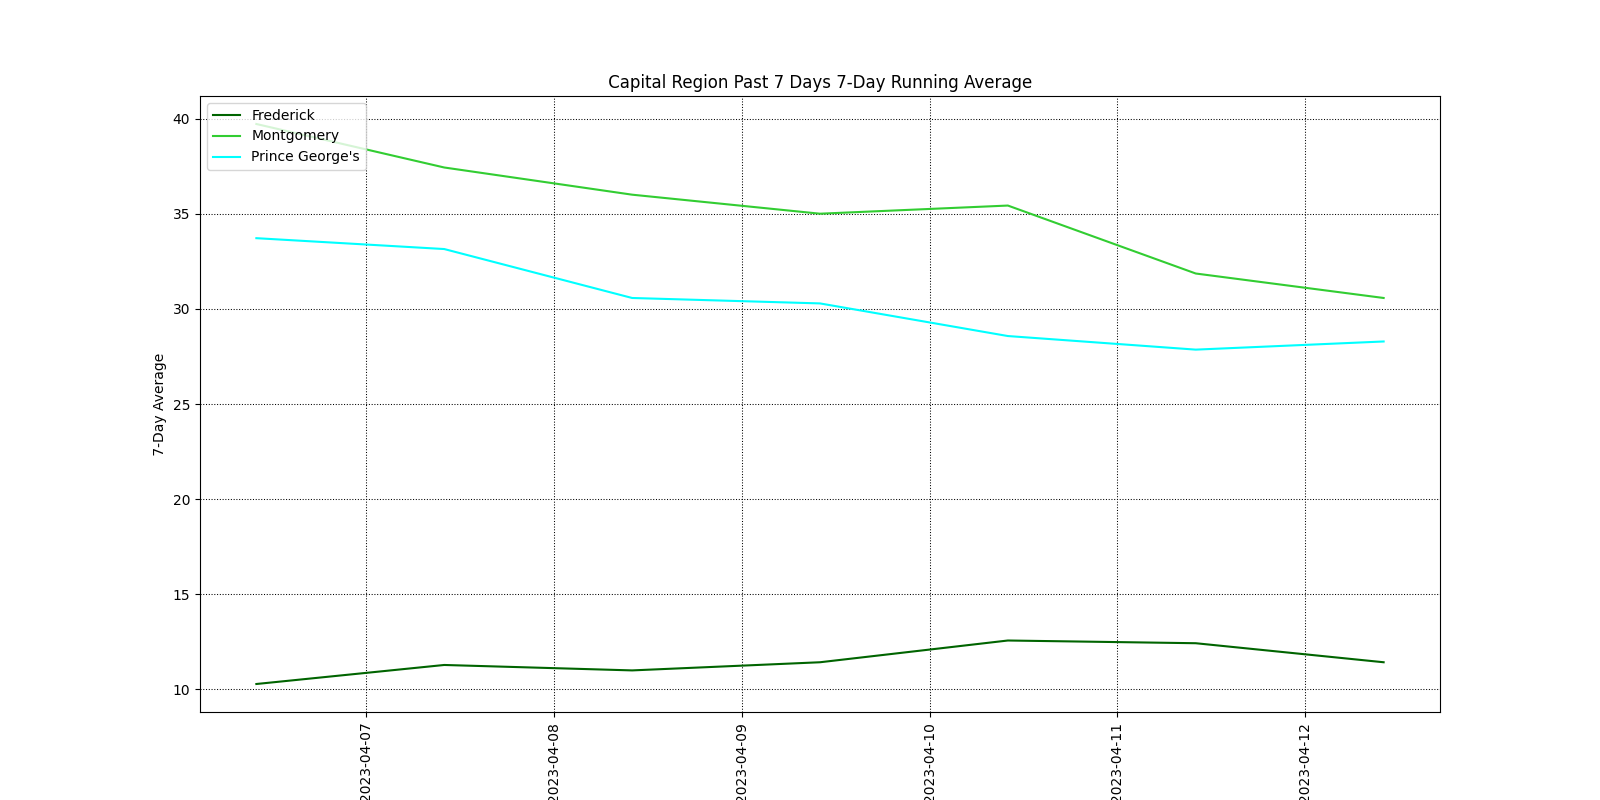 Capital Region Past 7 Days 7-Day Running Average
Frederick
Montgomery
Prince George's
40
35
30
25
20
15
10
7-Day Average
2023-04-07
2023-04-08
2023-04-09
2023-04-10
2023-04-11
2023-04-12